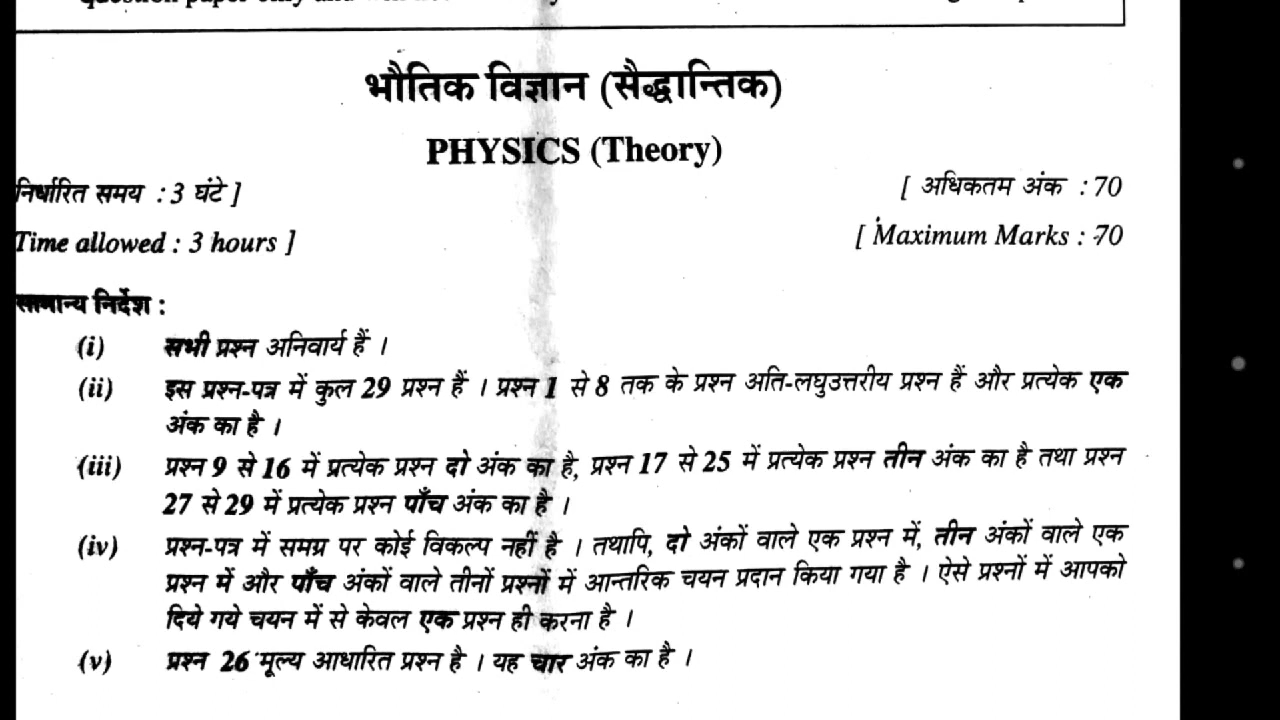 भौतिक विज्ञान (सैद्धान्तिक)
PHYSICS (Theory)
निर्धारित समय : 3 घंटे ]
[ अधिकतम अंक : 70
Time allowed : 3 hours ]
[ Maximum Marks : 70
सामान्य निर्देश :
(i) सभी प्रश्न अनिवार्य हैं ।
(ii) इस प्रश्न-पत्र में कुल 29 प्रश्न हैं । प्रश्न 1 से 8 तक के प्रश्न अति-लघुउत्तरीय प्रश्न हैं और प्रत्येक एक
अंक का है ।
(iii) प्रश्न 9 से 16 में प्रत्येक प्रश्न दो अंक का है, प्रश्न 17 से 25 में प्रत्येक प्रश्न तीन अंक का है तथा प्रश्न
27 से 29 में प्रत्येक प्रश्न पाँच अंक का है ।
(iv) प्रश्न-पत्र में समग्र पर कोई विकल्प नहीं है । तथापि, दो अंकों वाले एक प्रश्न में, तीन अंकों वाले एक
प्रश्न में और पाँच अंकों वाले तीनों प्रश्नों में आन्तरिक चयन प्रदान किया गया है । ऐसे प्रश्नों में आपको
दिये गये चयन में से केवल एक प्रश्न ही करना है ।
(v) प्रश्न 26 मूल्य आधारित प्रश्न है । यह चार अंक का है ।